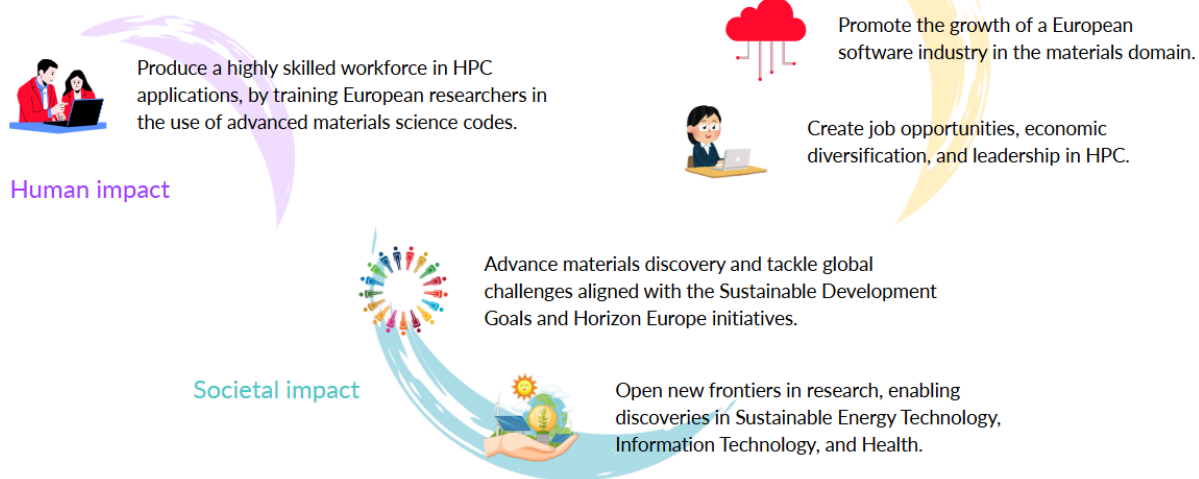 Produce a highly skilled workforce in HPC
applications, by training European researchers in
the use of advanced materials science codes.
Human impact
Promote the growth of a European
software industry in the materials domain.
Create job opportunities, economic
diversification, and leadership in HPC.
Advance materials discovery and tackle global
challenges aligned with the Sustainable Development
Goals and Horizon Europe initiatives.
Societal impact
Open new frontiers in research, enabling
discoveries in Sustainable Energy Technology,
Information Technology, and Health.